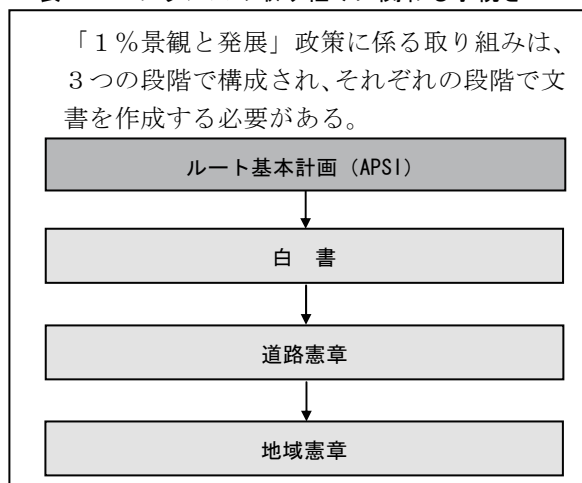 「１％景観と発展」政策に係る取り組みは、
３つの段階で構成され、それぞれの段階で文
書を作成する必要がある。
ルート基本計画（APSI）
白　書
道路憲章
地域憲章